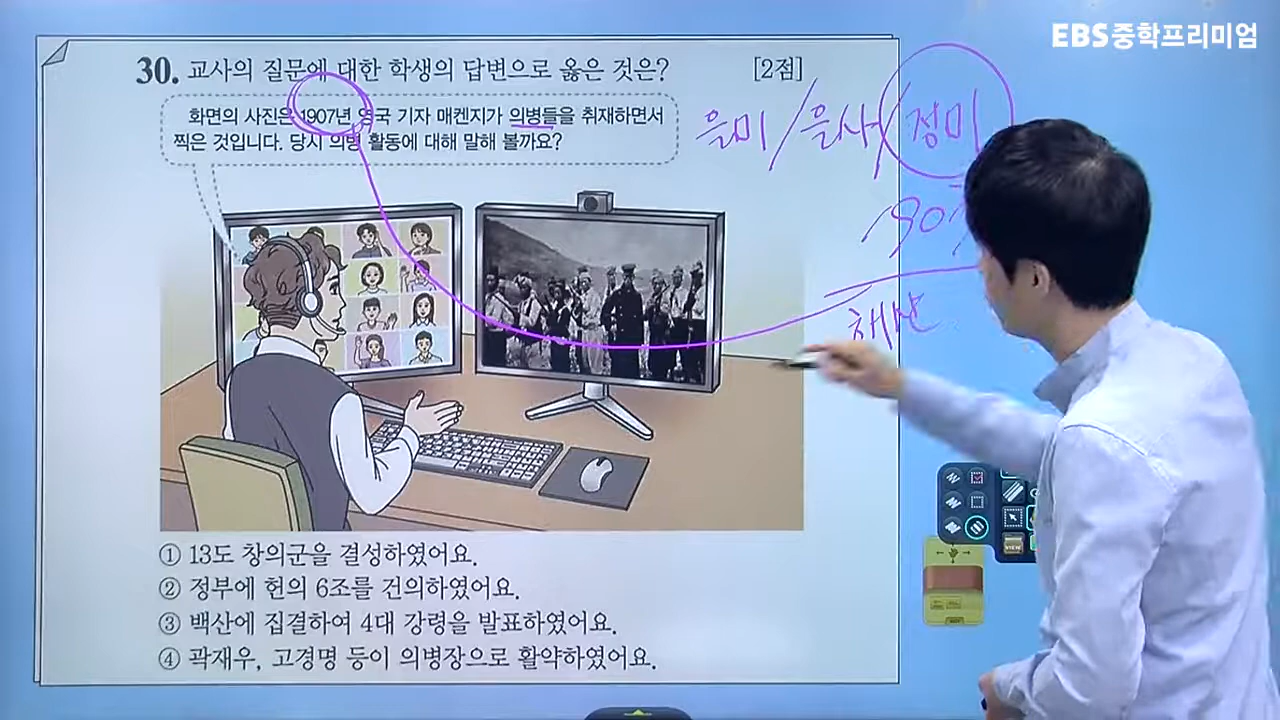 EBS중학프리미엄
30. 교사의 질문에 대한 학생의 답변으로 옳은 것은? [2점]
화면의 사진은 1907년 영국 기자 매켄지가 의병들을 취재하면서
찍은 것입니다. 당시 의병 활동에 대해 말해 볼까요?
을미/을사/정미
해산
① 13도 창의군을 결성하였어요.
② 정부에 헌의 6조를 건의하였어요.
③ 백산에 집결하여 4대 강령을 발표하였어요.
④ 곽재우, 고경명 등이 의병장으로 활약하였어요.
VIEW